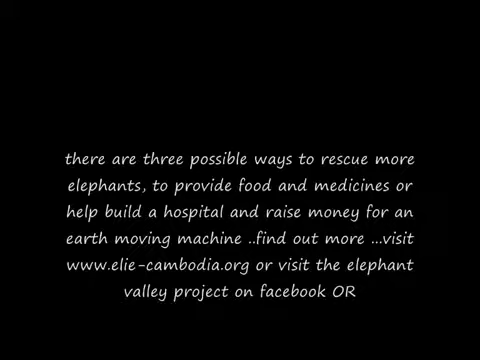 there are three possible ways to rescue more
elephants, to provide food and medicines or
help build a hospital and raise money for an
earth moving machine ..find out more ...visit
www.elie-cambodia.org or visit the elephant
valley project on facebook OR